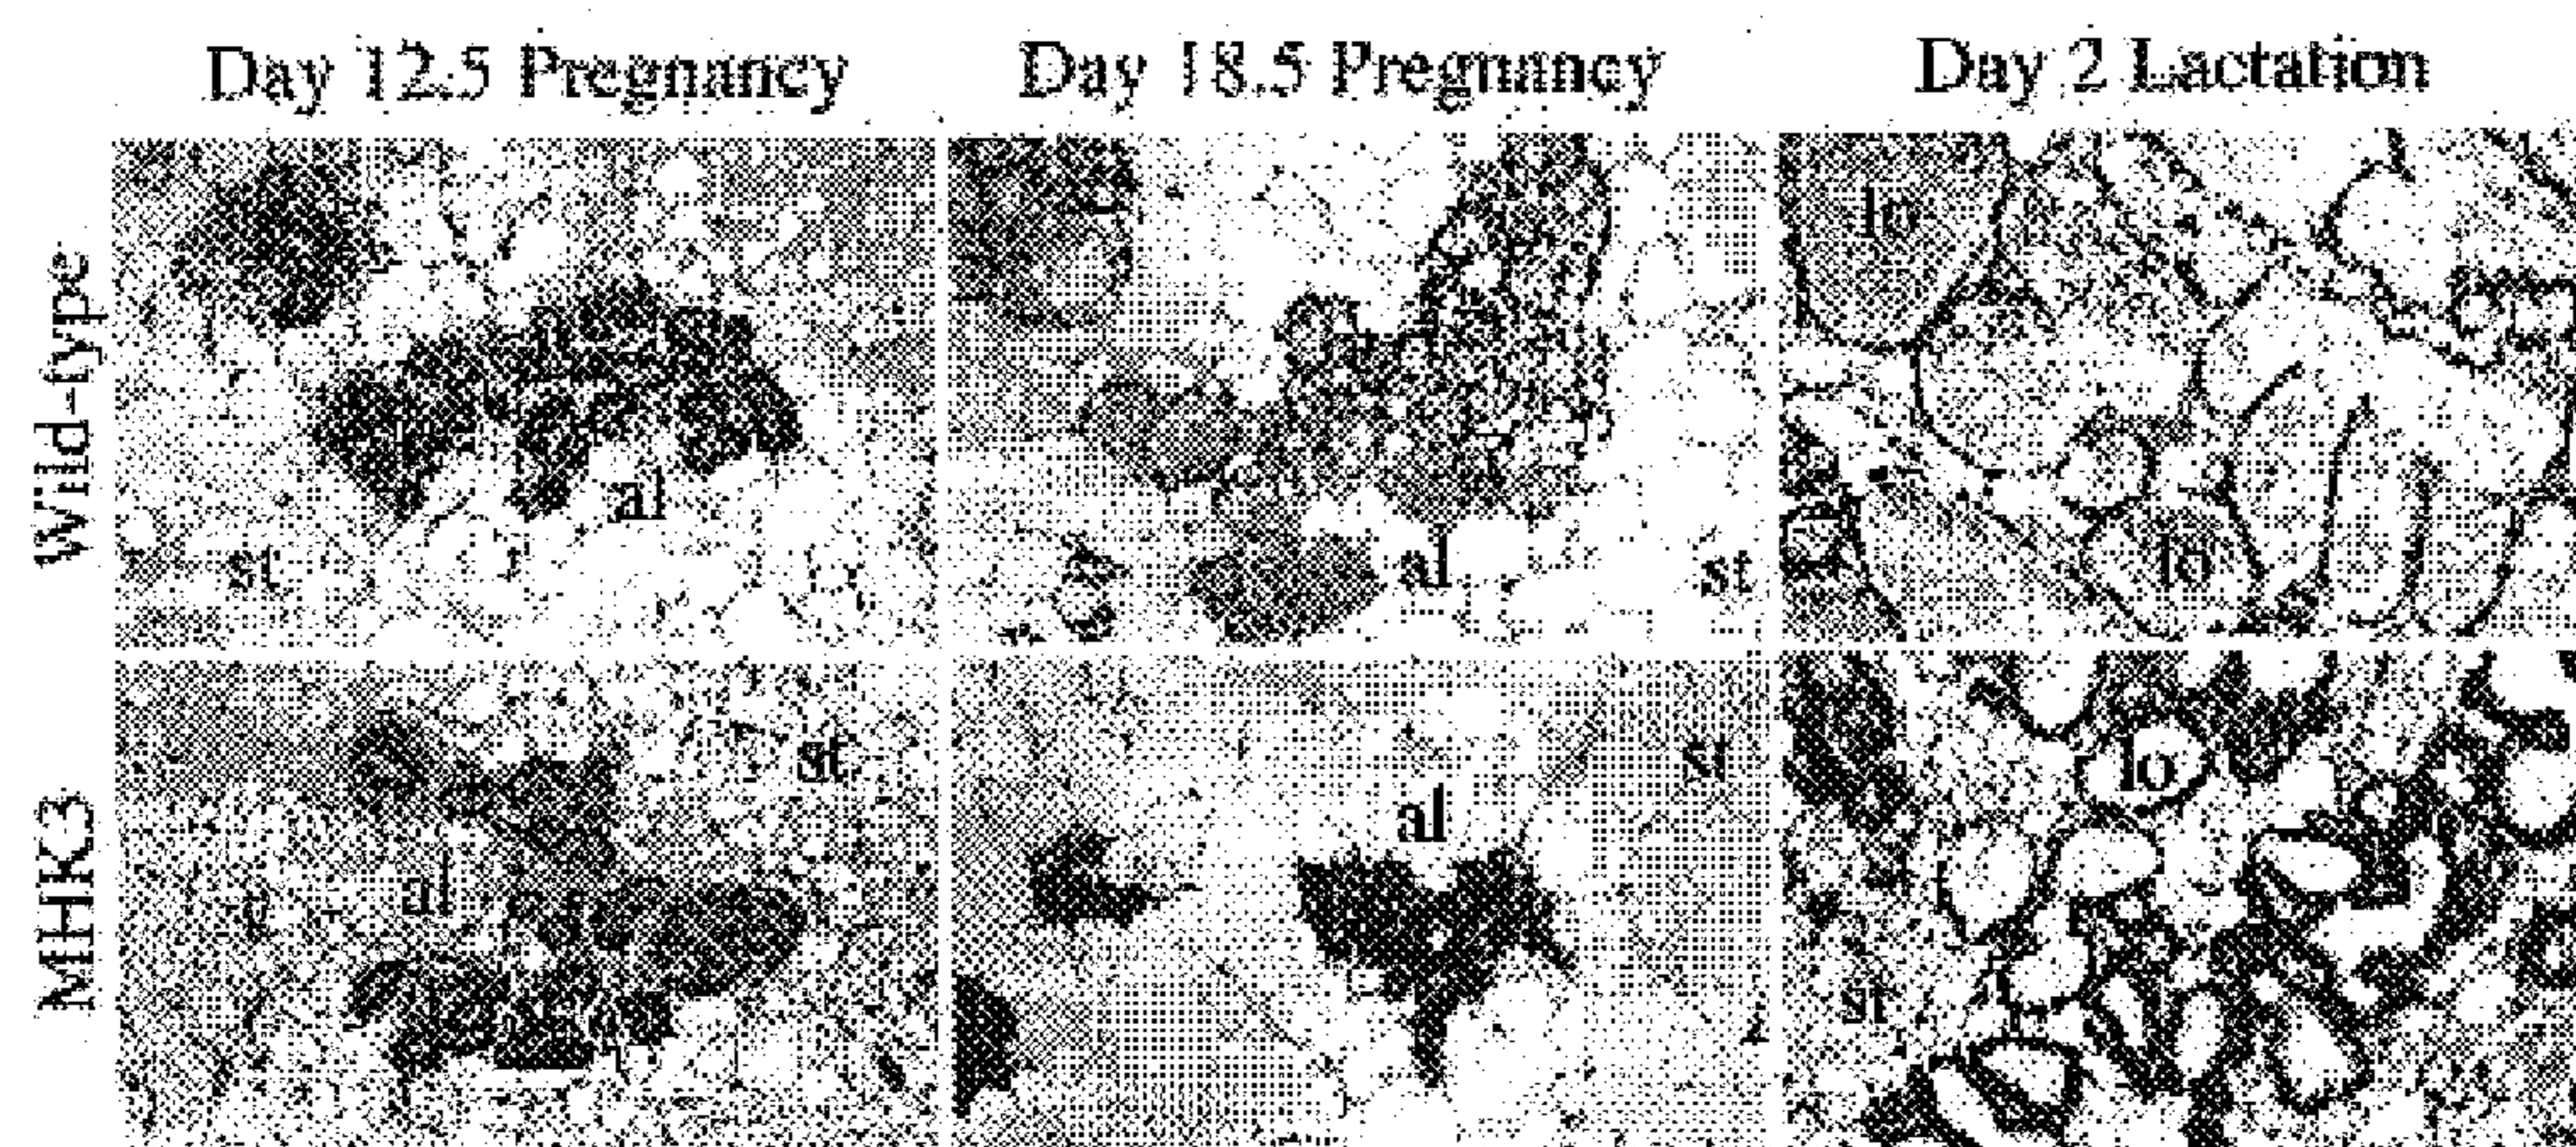 Day 12.5 Pregnancy Day 18.5 Pregnancy Day 2 Lactation
Wild-type
lo
al
st
al
st
lo
MHK3
st
al
al
st
lo
st